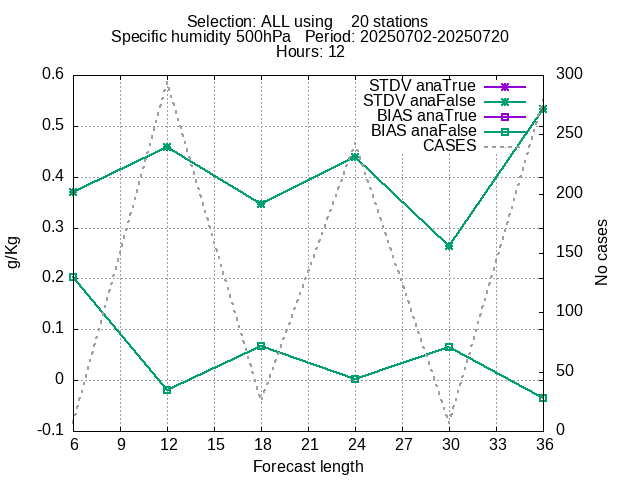 Selection: ALL using    20 stations
Specific humidity 500hPa   Period: 20250702-20250720
Hours: 12
STDV anaTrue
STDV anaFalse
BIAS anaTrue
BIAS anaFalse
CASES
0.6
0.5
0.4
0.3
0.2
0.1
0
-0.1
g/Kg
300
250
200
150
100
50
0
No cases
6 9 12 15 18 21 24 27 30 33 36
Forecast length